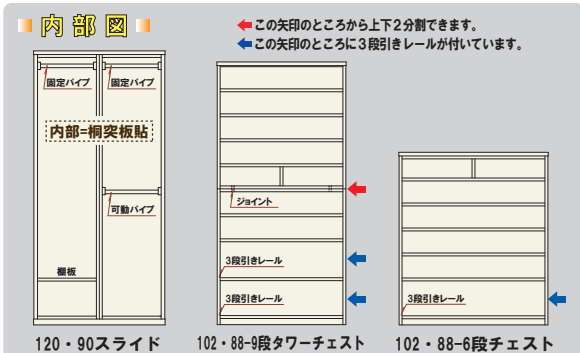 内部図
この矢印のところから上下2分割できます。
この矢印のところに3段引きレールが付いています。
固定パイプ
固定パイプ
内部=桐突板貼
可動パイプ
棚板
ジョイント
3段引きレール
3段引きレール
3段引きレール
120・90スライド
102・88-9段タワーチェスト
102・88-6段チェスト